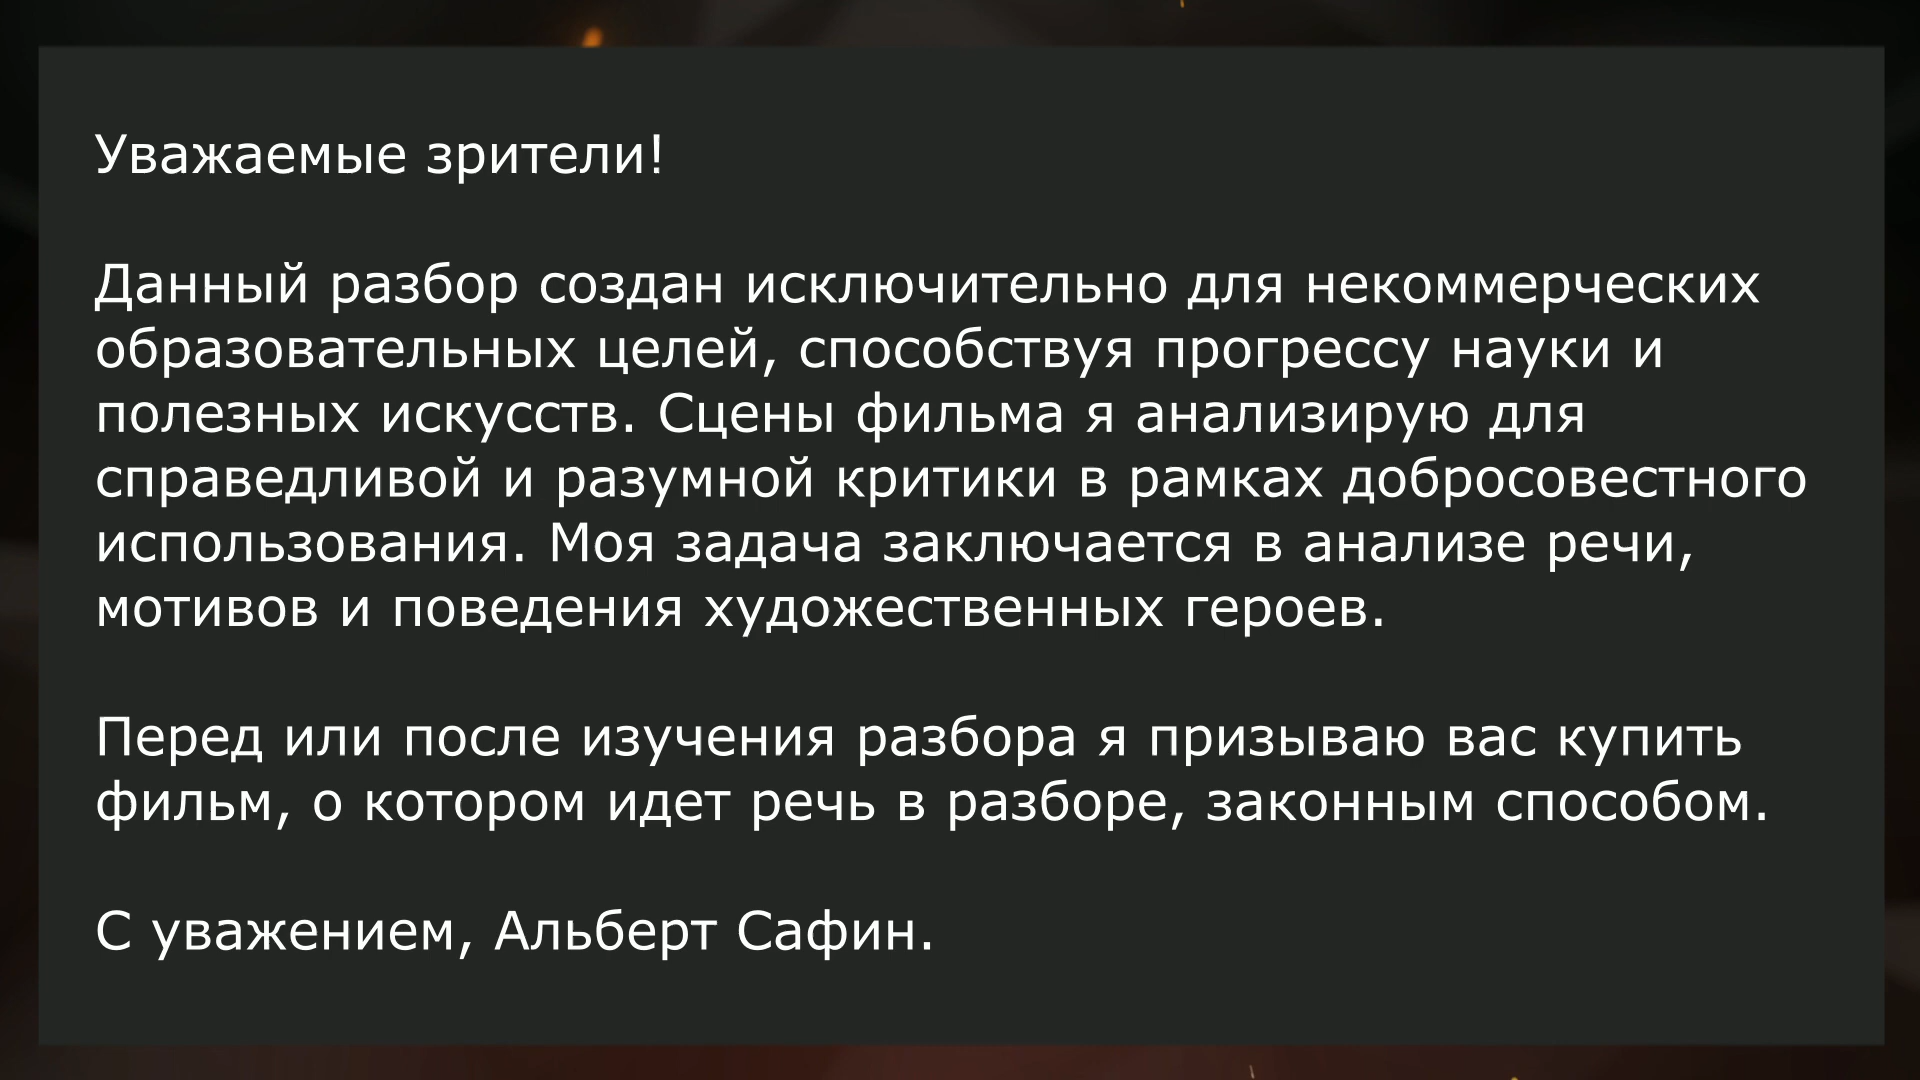 Уважаемые зрители!
Данный разбор создан исключительно для некоммерческих
образовательных целей, способствуя прогрессу науки и
полезных искусств. Сцены фильма я анализирую для
справедливой и разумной критики в рамках добросовестного
использования. Моя задача заключается в анализе речи,
мотивов и поведения художественных героев.
Перед или после изучения разбора я призываю вас купить
фильм, о котором идет речь в разборе, законным способом.
С уважением, Альберт Сафин.